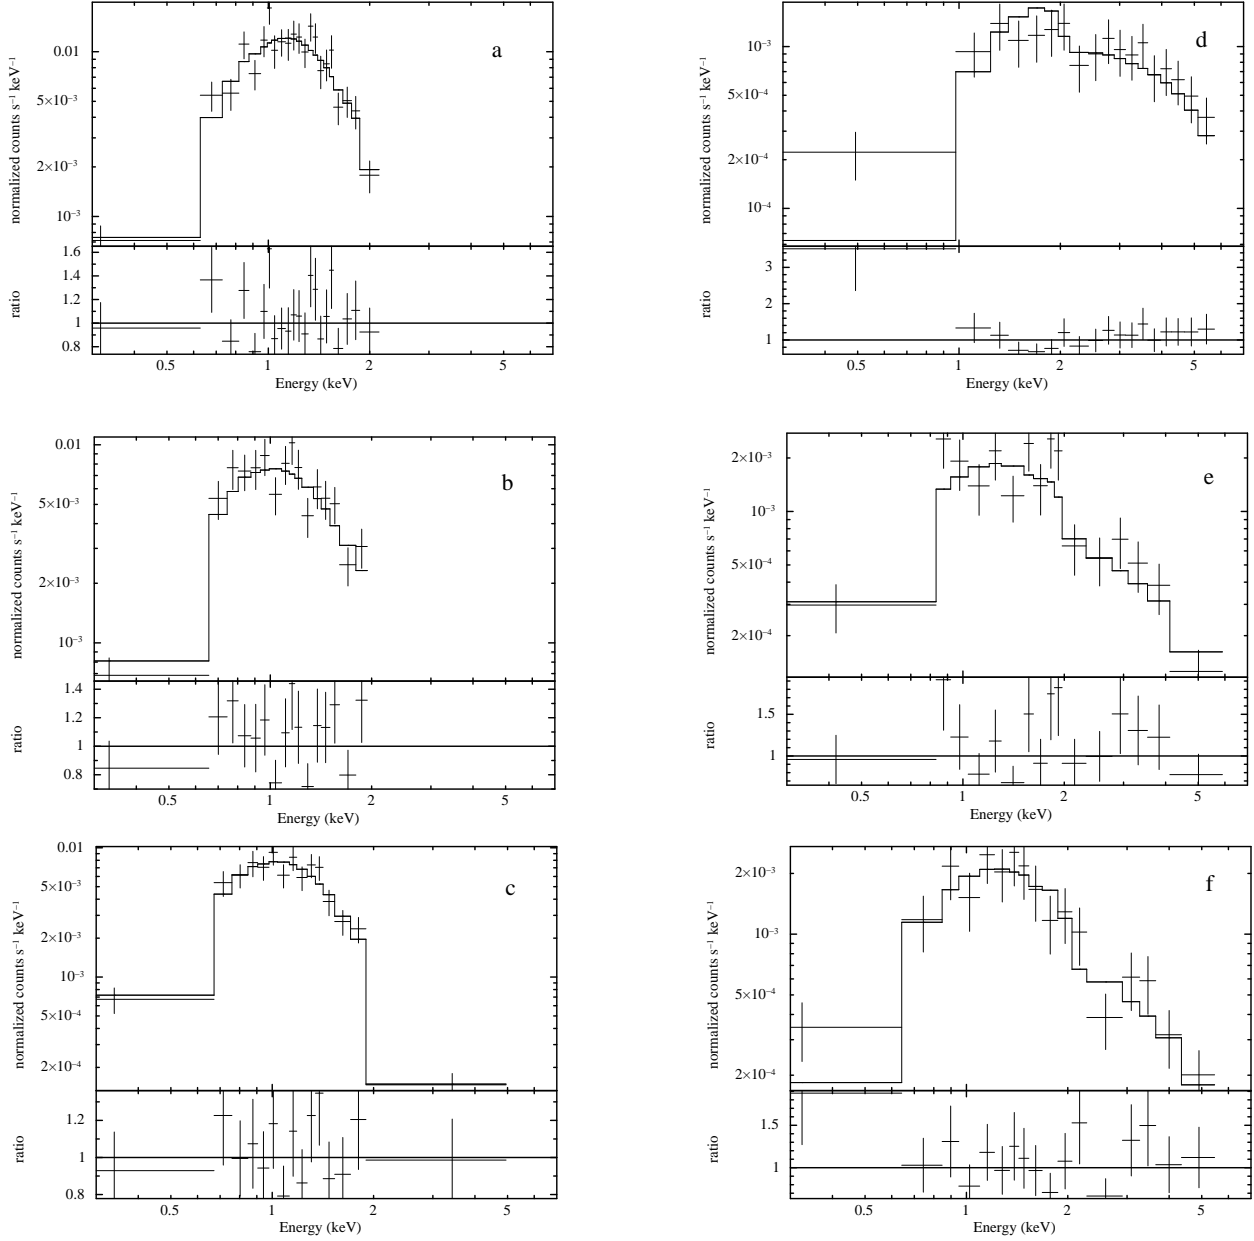 a
normalized counts s⁻¹ keV⁻¹
0.01
5×10⁻³
2×10⁻³
10⁻³
ratio
1.6
1.4
1.2
1
0.8
0.5 1 2 5
Energy (keV)
d
normalized counts s⁻¹ keV⁻¹
10⁻³
5×10⁻⁴
2×10⁻⁴
10⁻⁴
ratio
3
2
1
0.5 1 2 5
Energy (keV)
b
normalized counts s⁻¹ keV⁻¹
0.01
5×10⁻³
2×10⁻³
10⁻³
ratio
1.4
1.2
1
0.8
0.5 1 2 5
Energy (keV)
e
normalized counts s⁻¹ keV⁻¹
2×10⁻³
10⁻³
5×10⁻⁴
2×10⁻⁴
ratio
1.5
1
0.5 1 2 5
Energy (keV)
c
normalized counts s⁻¹ keV⁻¹
0.01
5×10⁻³
2×10⁻³
10⁻³
5×10⁻⁴
2×10⁻⁴
ratio
1.2
1
0.8
0.5 1 2 5
Energy (keV)
f
normalized counts s⁻¹ keV⁻¹
2×10⁻³
10⁻³
5×10⁻⁴
2×10⁻⁴
ratio
1.5
1
0.5 1 2 5
Energy (keV)